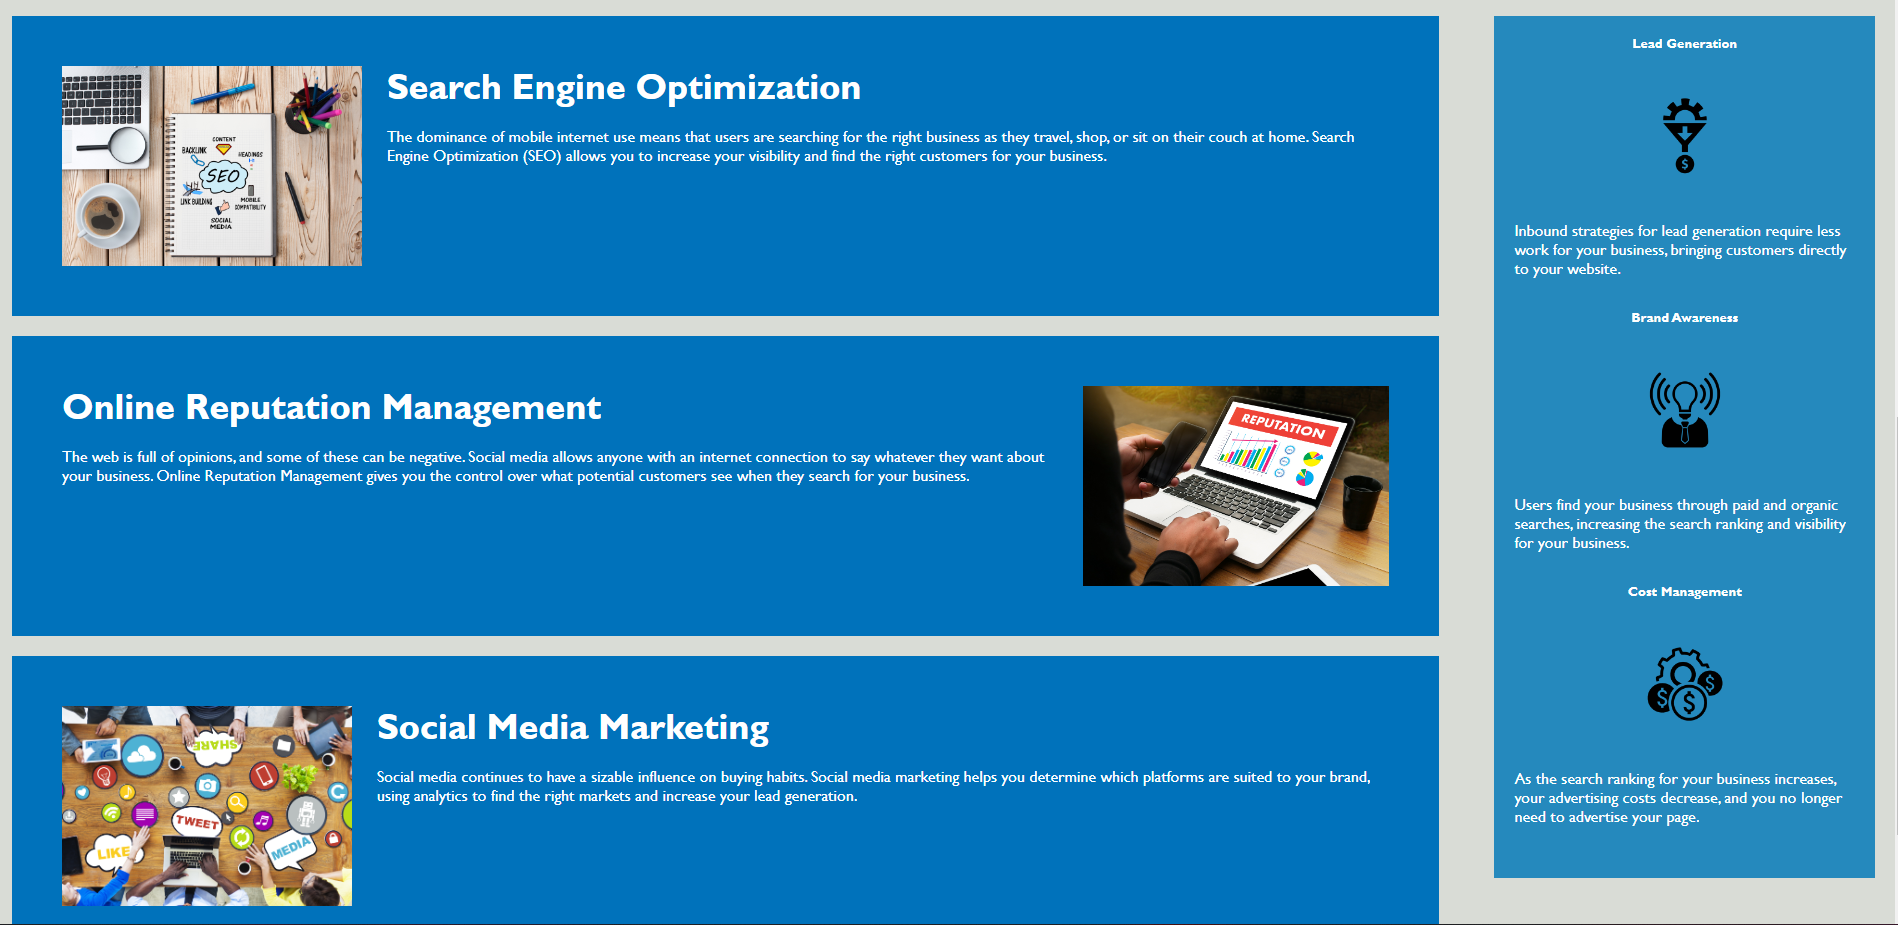 Search Engine Optimization
The dominance of mobile internet use means that users are searching for the right business as they travel, shop, or sit on their couch at home. Search
Engine Optimization (SEO) allows you to increase your visibility and find the right customers for your business.
CONTENT
BACKLINK
HEADINGS
SEO
LINK BUILDING
MOBILE
COMPATIBILITY
SOCIAL
MEDIA
Online Reputation Management
The web is full of opinions, and some of these can be negative. Social media allows anyone with an internet connection to say whatever they want about
your business. Online Reputation Management gives you the control over what potential customers see when they search for your business.
REPUTATION
Social Media Marketing
Social media continues to have a sizable influence on buying habits. Social media marketing helps you determine which platforms are suited to your brand,
using analytics to find the right markets and increase your lead generation.
SHARE
TWEET
LIKE
MEDIA
Lead Generation
$
Inbound strategies for lead generation require less
work for your business, bringing customers directly
to your website.
Brand Awareness
Users find your business through paid and organic
searches, increasing the search ranking and visibility
for your business.
Cost Management
$ $ $
As the search ranking for your business increases,
your advertising costs decrease, and you no longer
need to advertise your page.